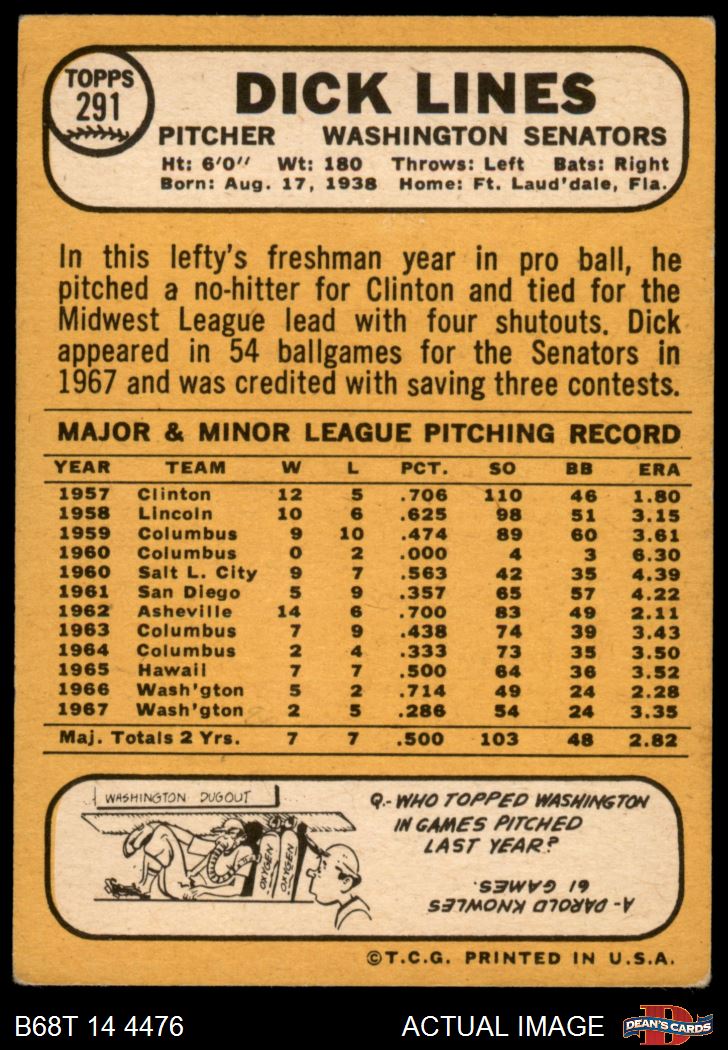 TOPPS
291
DICK LINES
PITCHER WASHINGTON SENATORS
Ht: 6'0" Wt: 180 Throws: Left Bats: Right
Born: Aug. 17, 1938 Home: Ft. Laud'dale, Fla.
In this lefty's freshman year in pro ball, he
pitched a no-hitter for Clinton and tied for the
Midwest League lead with four shutouts. Dick
appeared in 54 ballgames for the Senators in
1967 and was credited with saving three contests.
MAJOR & MINOR LEAGUE PITCHING RECORD
YEAR TEAM W L PCT. SO BB ERA
1957 Clinton 12 5 .706 110 46 1.80
1958 Lincoln 10 6 .625 98 51 3.15
1959 Columbus 9 10 .474 89 60 3.61
1960 Columbus 0 2 .000 4 3 6.30
1960 Salt L. City 9 7 .563 42 35 4.39
1961 San Diego 5 9 .357 65 57 4.22
1962 Asheville 14 6 .700 83 49 2.11
1963 Columbus 7 9 .438 74 39 3.43
1964 Columbus 2 4 .333 73 35 3.50
1965 Hawaii 7 7 .500 64 36 3.52
1966 Wash'gton 5 2 .714 49 24 2.28
1967 Wash'gton 2 5 .286 54 24 3.35
Maj. Totals 2 Yrs. 7 7 .500 103 48 2.82
WASHINGTON DUGOUT
OXYGEN
OXYGEN
Q.-WHO TOPPED WASHINGTON
IN GAMES PITCHED
LAST YEAR?
A- DAROLD KNOWLES
61 GAMES.
©T.C.G. PRINTED IN U.S.A.
B68T 14 4476 ACTUAL IMAGE
D
DEAN'S CARDS